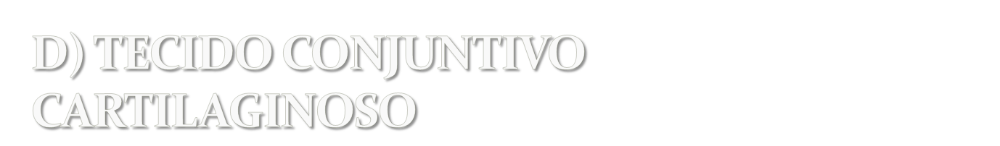 D) TECIDO CONJUNTIVO
CARTILAGINOSO